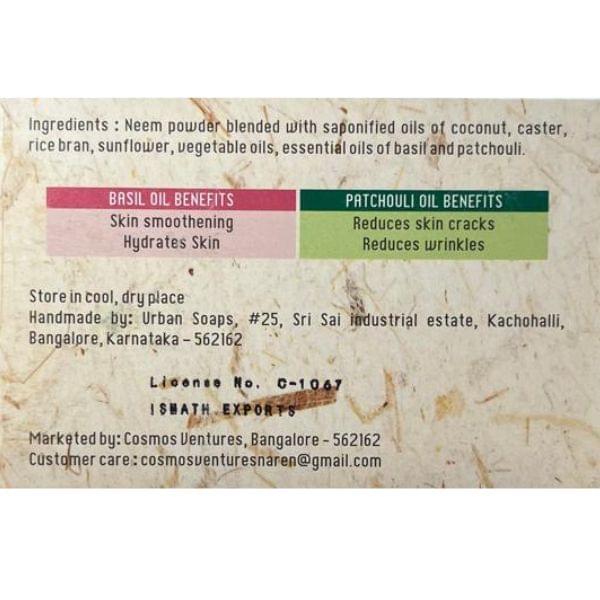 Ingredients : Neem powder blended with saponified oils of coconut, caster,
rice bran, sunflower, vegetable oils, essential oils of basil and patchouli.
BASIL OIL BENEFITS
Skin smoothening
Hydrates Skin
PATCHOULI OIL BENEFITS
Reduces skin cracks
Reduces wrinkles
Store in cool, dry place
Handmade by: Urban Soaps, #25, Sri Sai industrial estate, Kachohalli,
Bangalore, Karnataka – 562162
License No. C-1067
ISMATH EXPORTS
Marketed by: Cosmos Ventures, Bangalore - 562162
Customer care : cosmosventuresnaren@gmail.com